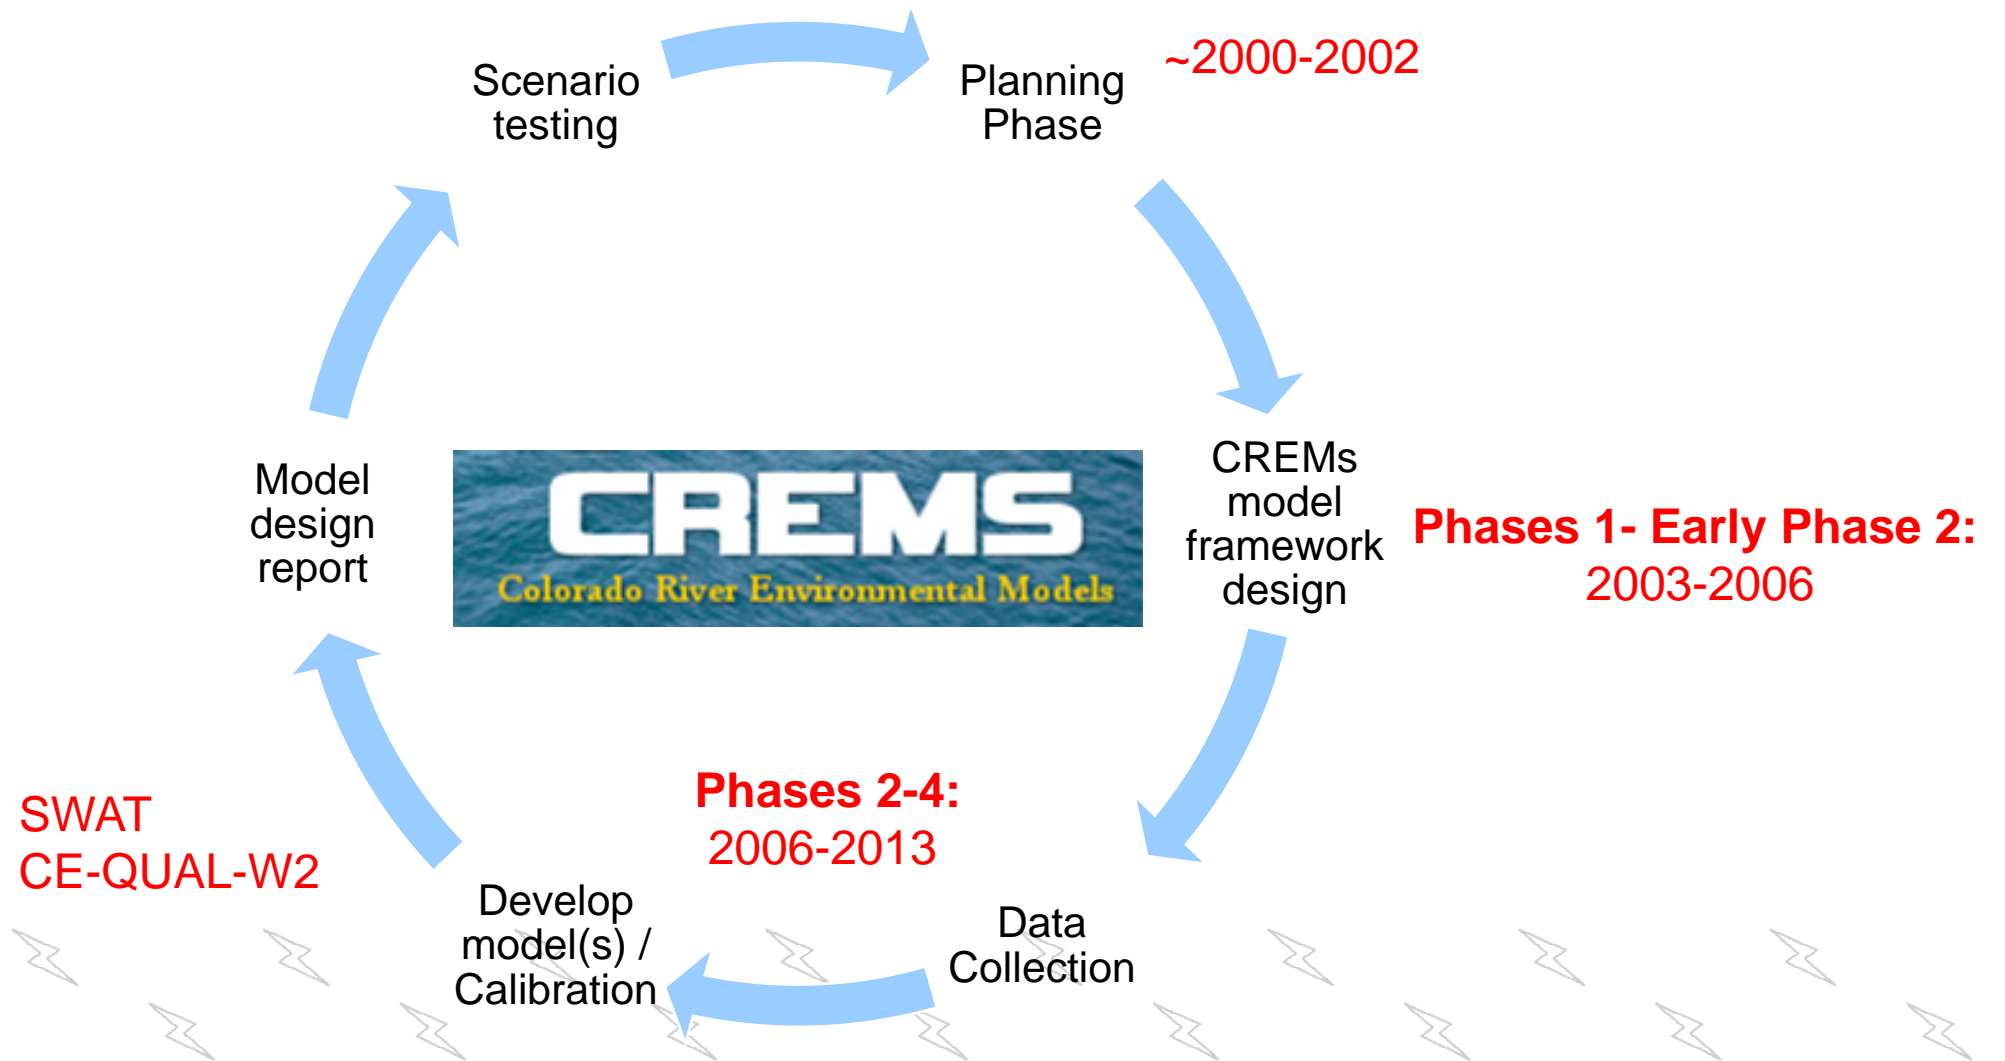 Scenario
testing
Planning
Phase
~2000-2002
CREMs
model
framework
design
Phases 1- Early Phase 2:
2003-2006
Model
design
report
CREMS
Colorado River Environmental Models
Phases 2-4:
2006-2013
SWAT
CE-QUAL-W2
Develop
model(s) /
Calibration
Data
Collection